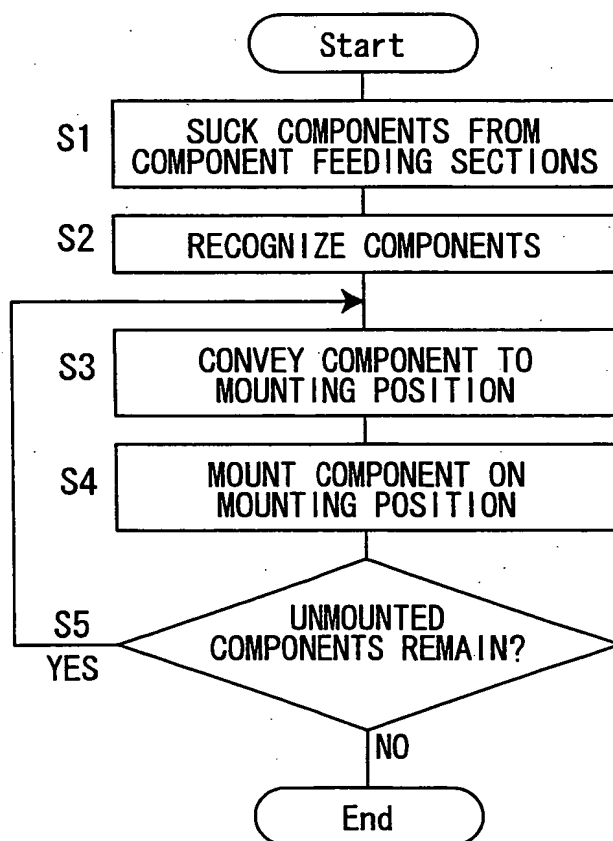 Start
S1
SUCK COMPONENTS FROM
COMPONENT FEEDING SECTIONS
S2
RECOGNIZE COMPONENTS
S3
CONVEY COMPONENT TO
MOUNTING POSITION
S4
MOUNT COMPONENT ON
MOUNTING POSITION
S5
UNMOUNTED
COMPONENTS REMAIN?
YES
NO
End